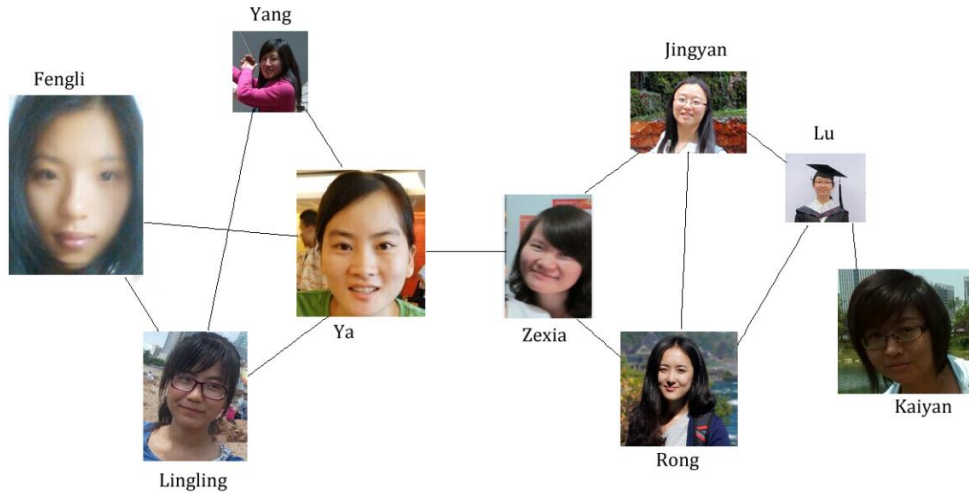 Yang
Fengli
Jingyan
Lu
Ya
Zexia
Kaiyan
Rong
Lingling